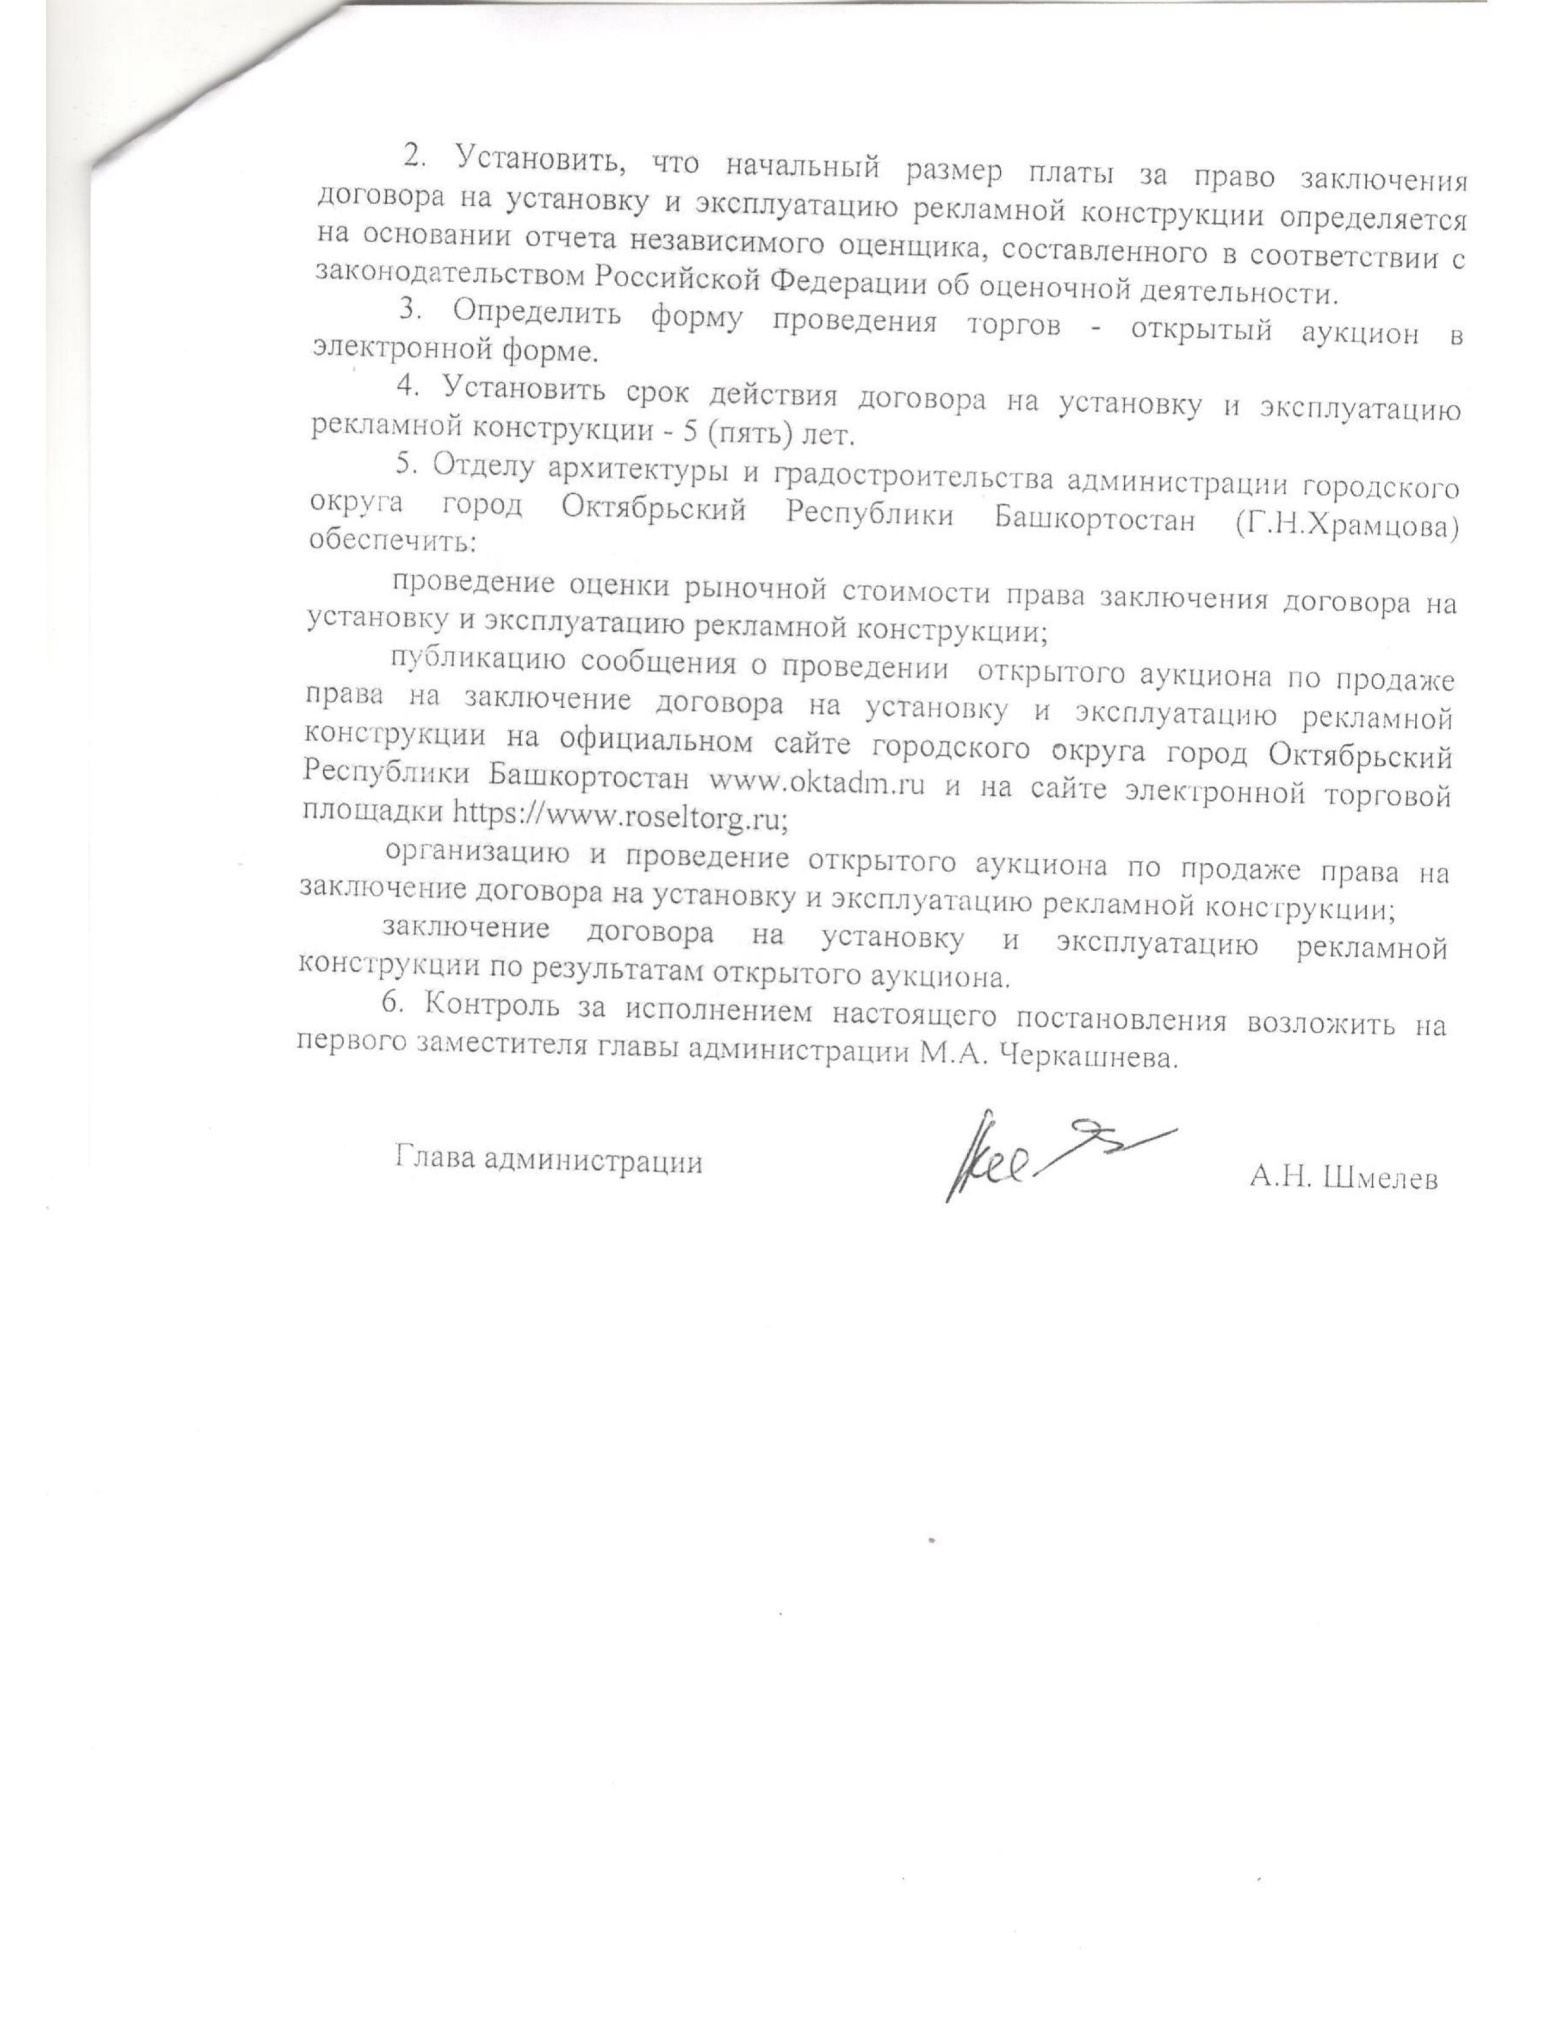 2. Установить, что начальный размер платы за право заключения
договора на установку и эксплуатацию рекламной конструкции определяется
на основании отчета независимого оценщика, составленного в соответствии с
законодательством Российской Федерации об оценочной деятельности.
3. Определить форму проведения торгов - открытый аукцион в
электронной форме.
4. Установить срок действия договора на установку и эксплуатацию
рекламной конструкции - 5 (пять) лет.
5. Отделу архитектуры и градостроительства администрации городского
округа город Октябрьский Республики Башкортостан (Г.Н.Храмцова)
обеспечить:
проведение оценки рыночной стоимости права заключения договора на
установку и эксплуатацию рекламной конструкции;
публикацию сообщения о проведении открытого аукциона по продаже
права на заключение договора на установку и эксплуатацию рекламной
конструкции на официальном сайте городского округа город Октябрьский
Республики Башкортостан www.oktadm.ru и на сайте электронной торговой
площадки https://www.roseltorg.ru;
организацию и проведение открытого аукциона по продаже права на
заключение договора на установку и эксплуатацию рекламной конструкции;
заключение договора на установку и эксплуатацию рекламной
конструкции по результатам открытого аукциона.
6. Контроль за исполнением настоящего постановления возложить на
первого заместителя главы администрации М.А. Черкашнева.
Глава администрации
А.Н. Шмелев